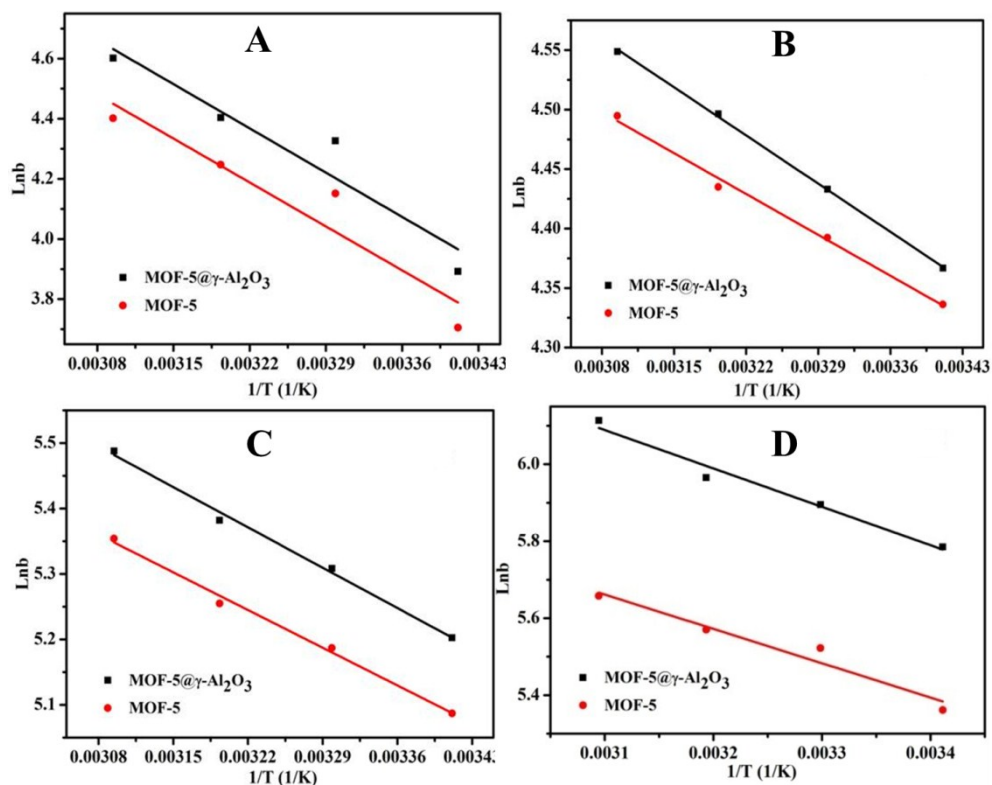 A
4.6
4.4
4.2
4.0
3.8
Lnb
MOF-5@γ-Al2O3
MOF-5
0.00308 0.00315 0.00322 0.00329 0.00336 0.00343
1/T (1/K)
B
4.55
4.50
4.45
4.40
4.35
4.30
Lnb
MOF-5@γ-Al2O3
MOF-5
0.00308 0.00315 0.00322 0.00329 0.00336 0.00343
1/T (1/K)
C
5.5
5.4
5.3
5.2
5.1
Lnb
MOF-5@γ-Al2O3
MOF-5
0.00308 0.00315 0.00322 0.00329 0.00336 0.0034
1/T (1/K)
D
6.0
5.8
5.6
5.4
Lnb
MOF-5@γ-Al2O3
MOF-5
0.0031 0.0032 0.0033 0.0034
1/T (1/K)